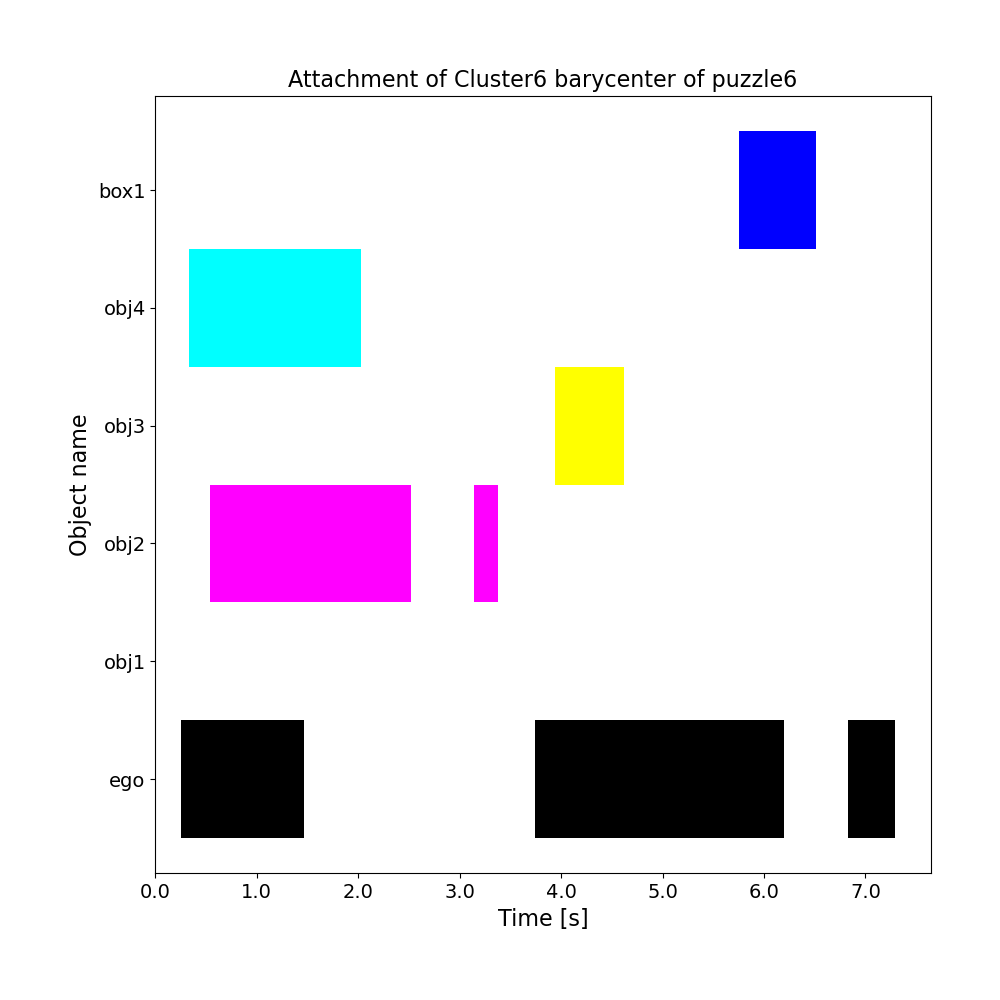 Attachment of Cluster6 barycenter of puzzle6
box1
obj4
obj3
obj2
obj1
ego
Object name
0.0 1.0 2.0 3.0 4.0 5.0 6.0 7.0
Time [s]